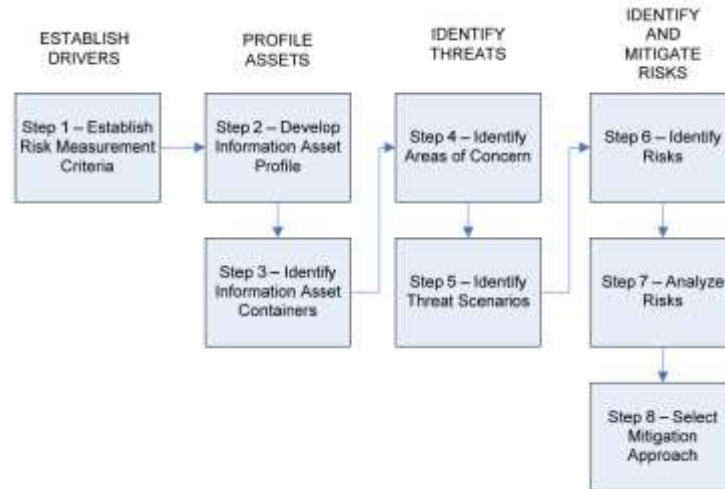 ESTABLISH
DRIVERS
PROFILE
ASSETS
IDENTIFY
THREATS
IDENTIFY
AND
MITIGATE
RISKS
Step 1 – Establish
Risk Measurement
Criteria
Step 2 – Develop
Information Asset
Profile
Step 3 – Identify
Information Asset
Containers
Step 4 – Identify
Areas of Concern
Step 5 – Identify
Threat Scenarios
Step 6 – Identify
Risks
Step 7 – Analyze
Risks
Step 8 – Select
Mitigation
Approach